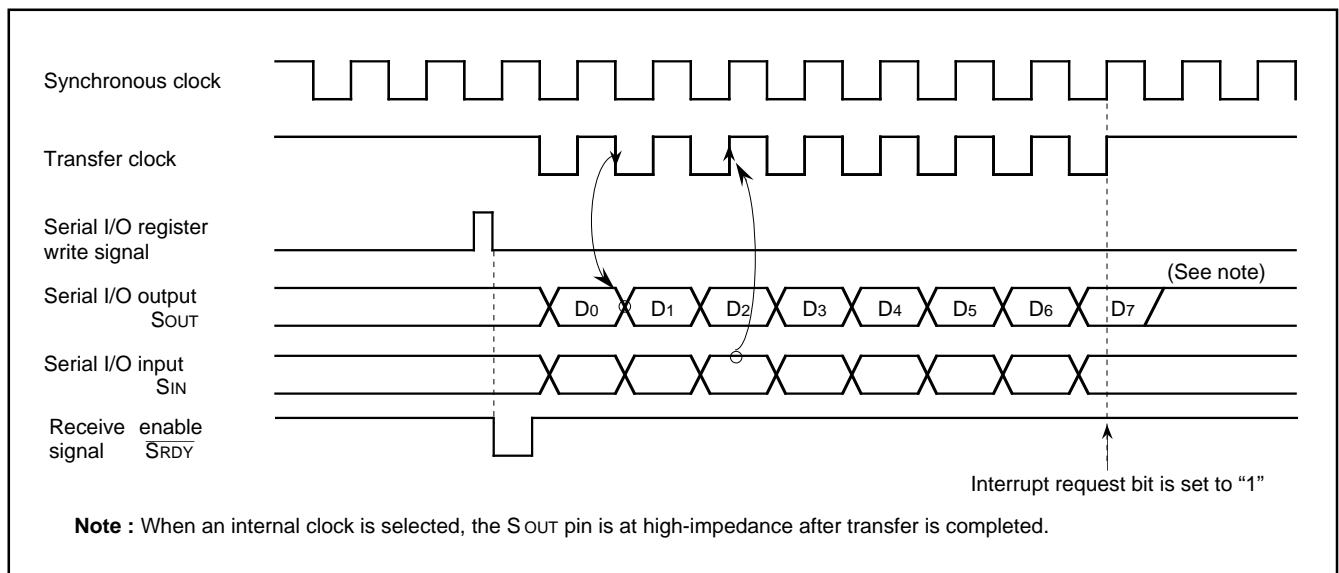 Synchronous clock
Transfer clock
Serial I/O register
write signal
(See note)
Serial I/O output
SOUT
D0 D1 D2 D3 D4 D5 D6 D7
Serial I/O input
SIN
Receive enable
signal SRDY
Interrupt request bit is set to “1”
Note : When an internal clock is selected, the SOUT pin is at high-impedance after transfer is completed.